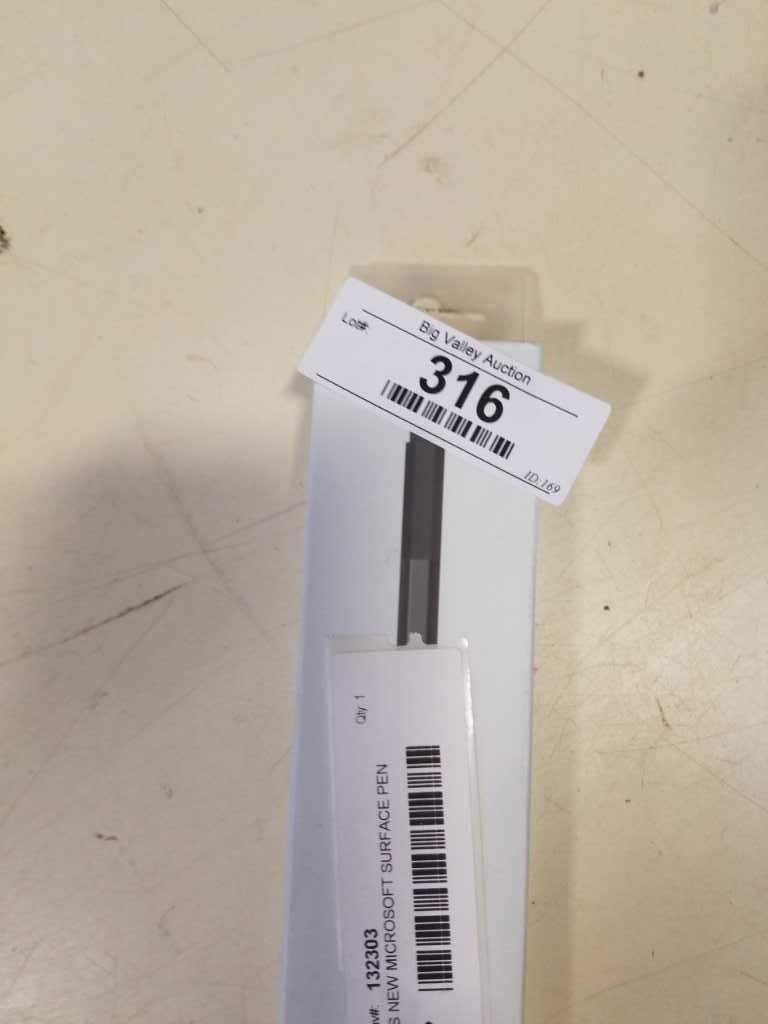 Lot#:
Big Valley Auction
316
ID:169
Qty 1
132303
NEW MICROSOFT SURFACE PEN